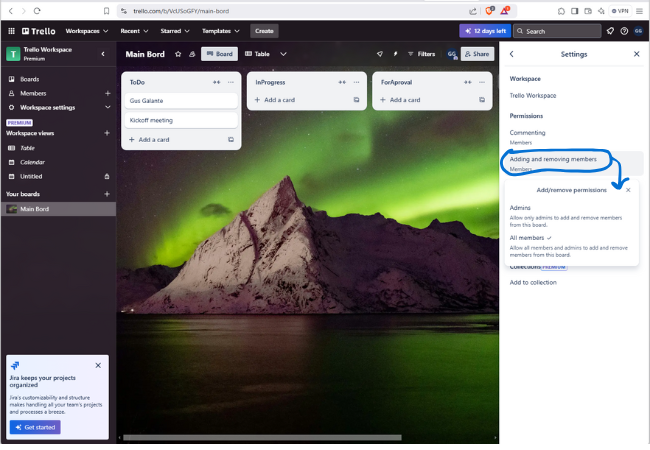 trello.com/b/VcUSoGFY/main-bord
VPN
Trello
Workspaces
Recent
Starred
Templates
Create
12 days left
Search
GG
T
Trello Workspace
Premium
Boards
Members
Workspace settings
PREMIUM
Workspace views
Table
Calendar
Untitled
Your boards
Main Bord
Jira keeps your projects
organized
Jira's customizability and structure
makes handling all your team's projects
and processes a breeze.
Get started
Main Bord
Board
Table
Filters
GG
Share
ToDo
Gus Galante
Kickoff meeting
+ Add a card
InProgress
+ Add a card
ForAproval
+ Add a card
Settings
Workspace
Trello Workspace
Permissions
Commenting
Members
Adding and removing members
Members
Add/remove permissions
Admins
Allow only admins to add and remove members
from this board.
All members
Allow all members and admins to add and remove
members from this board.
Collections PREMIUM
Add to collection